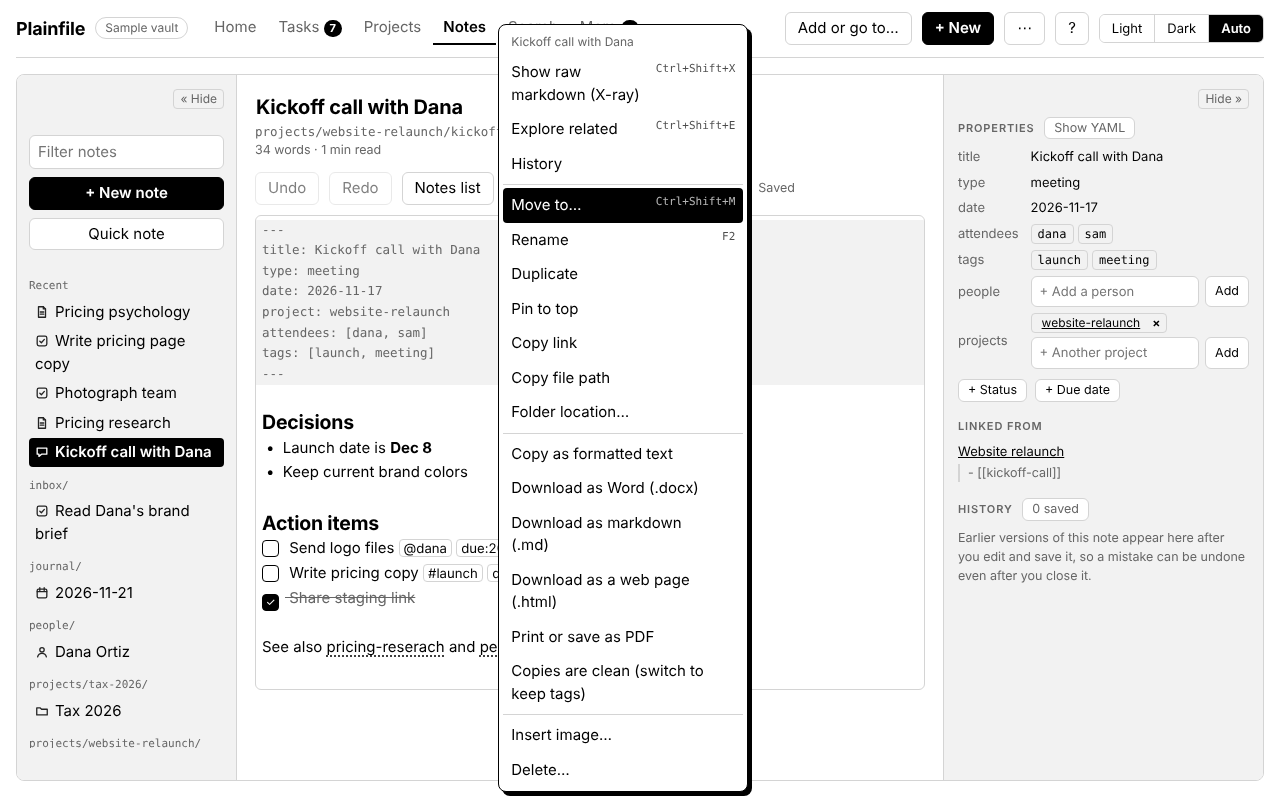 Plainfile
Sample vault
Home
Tasks 7
Projects
Notes
Add or go to...
+ New
...
?
Light
Dark
Auto
« Hide
Filter notes
+ New note
Quick note
Recent
Pricing psychology
Write pricing page
copy
Photograph team
Pricing research
Kickoff call with Dana
inbox/
Read Dana's brand
brief
journal/
2026-11-21
people/
Dana Ortiz
projects/tax-2026/
Tax 2026
projects/website-relaunch/
Kickoff call with Dana
projects/website-relaunch/kickof
34 words · 1 min read
Undo
Redo
Notes list
Saved
---
title: Kickoff call with Dana
type: meeting
date: 2026-11-17
project: website-relaunch
attendees: [dana, sam]
tags: [launch, meeting]
---
Decisions
• Launch date is Dec 8
• Keep current brand colors
Action items
Send logo files @dana due:2
Write pricing copy #launch
Share staging link
See also pricing-reserach and pe
Kickoff call with Dana
Show raw Ctrl+Shift+X
markdown (X-ray)
Explore related Ctrl+Shift+E
History
Move to... Ctrl+Shift+M
Rename F2
Duplicate
Pin to top
Copy link
Copy file path
Folder location...
Copy as formatted text
Download as Word (.docx)
Download as markdown
(.md)
Download as a web page
(.html)
Print or save as PDF
Copies are clean (switch to
keep tags)
Insert image...
Delete...
Hide »
PROPERTIES Show YAML
title Kickoff call with Dana
type meeting
date 2026-11-17
attendees dana sam
tags launch meeting
people + Add a person Add
website-relaunch ×
projects
+ Another project Add
+ Status + Due date
LINKED FROM
Website relaunch
- [[kickoff-call]]
HISTORY 0 saved
Earlier versions of this note appear here after
you edit and save it, so a mistake can be undone
even after you close it.